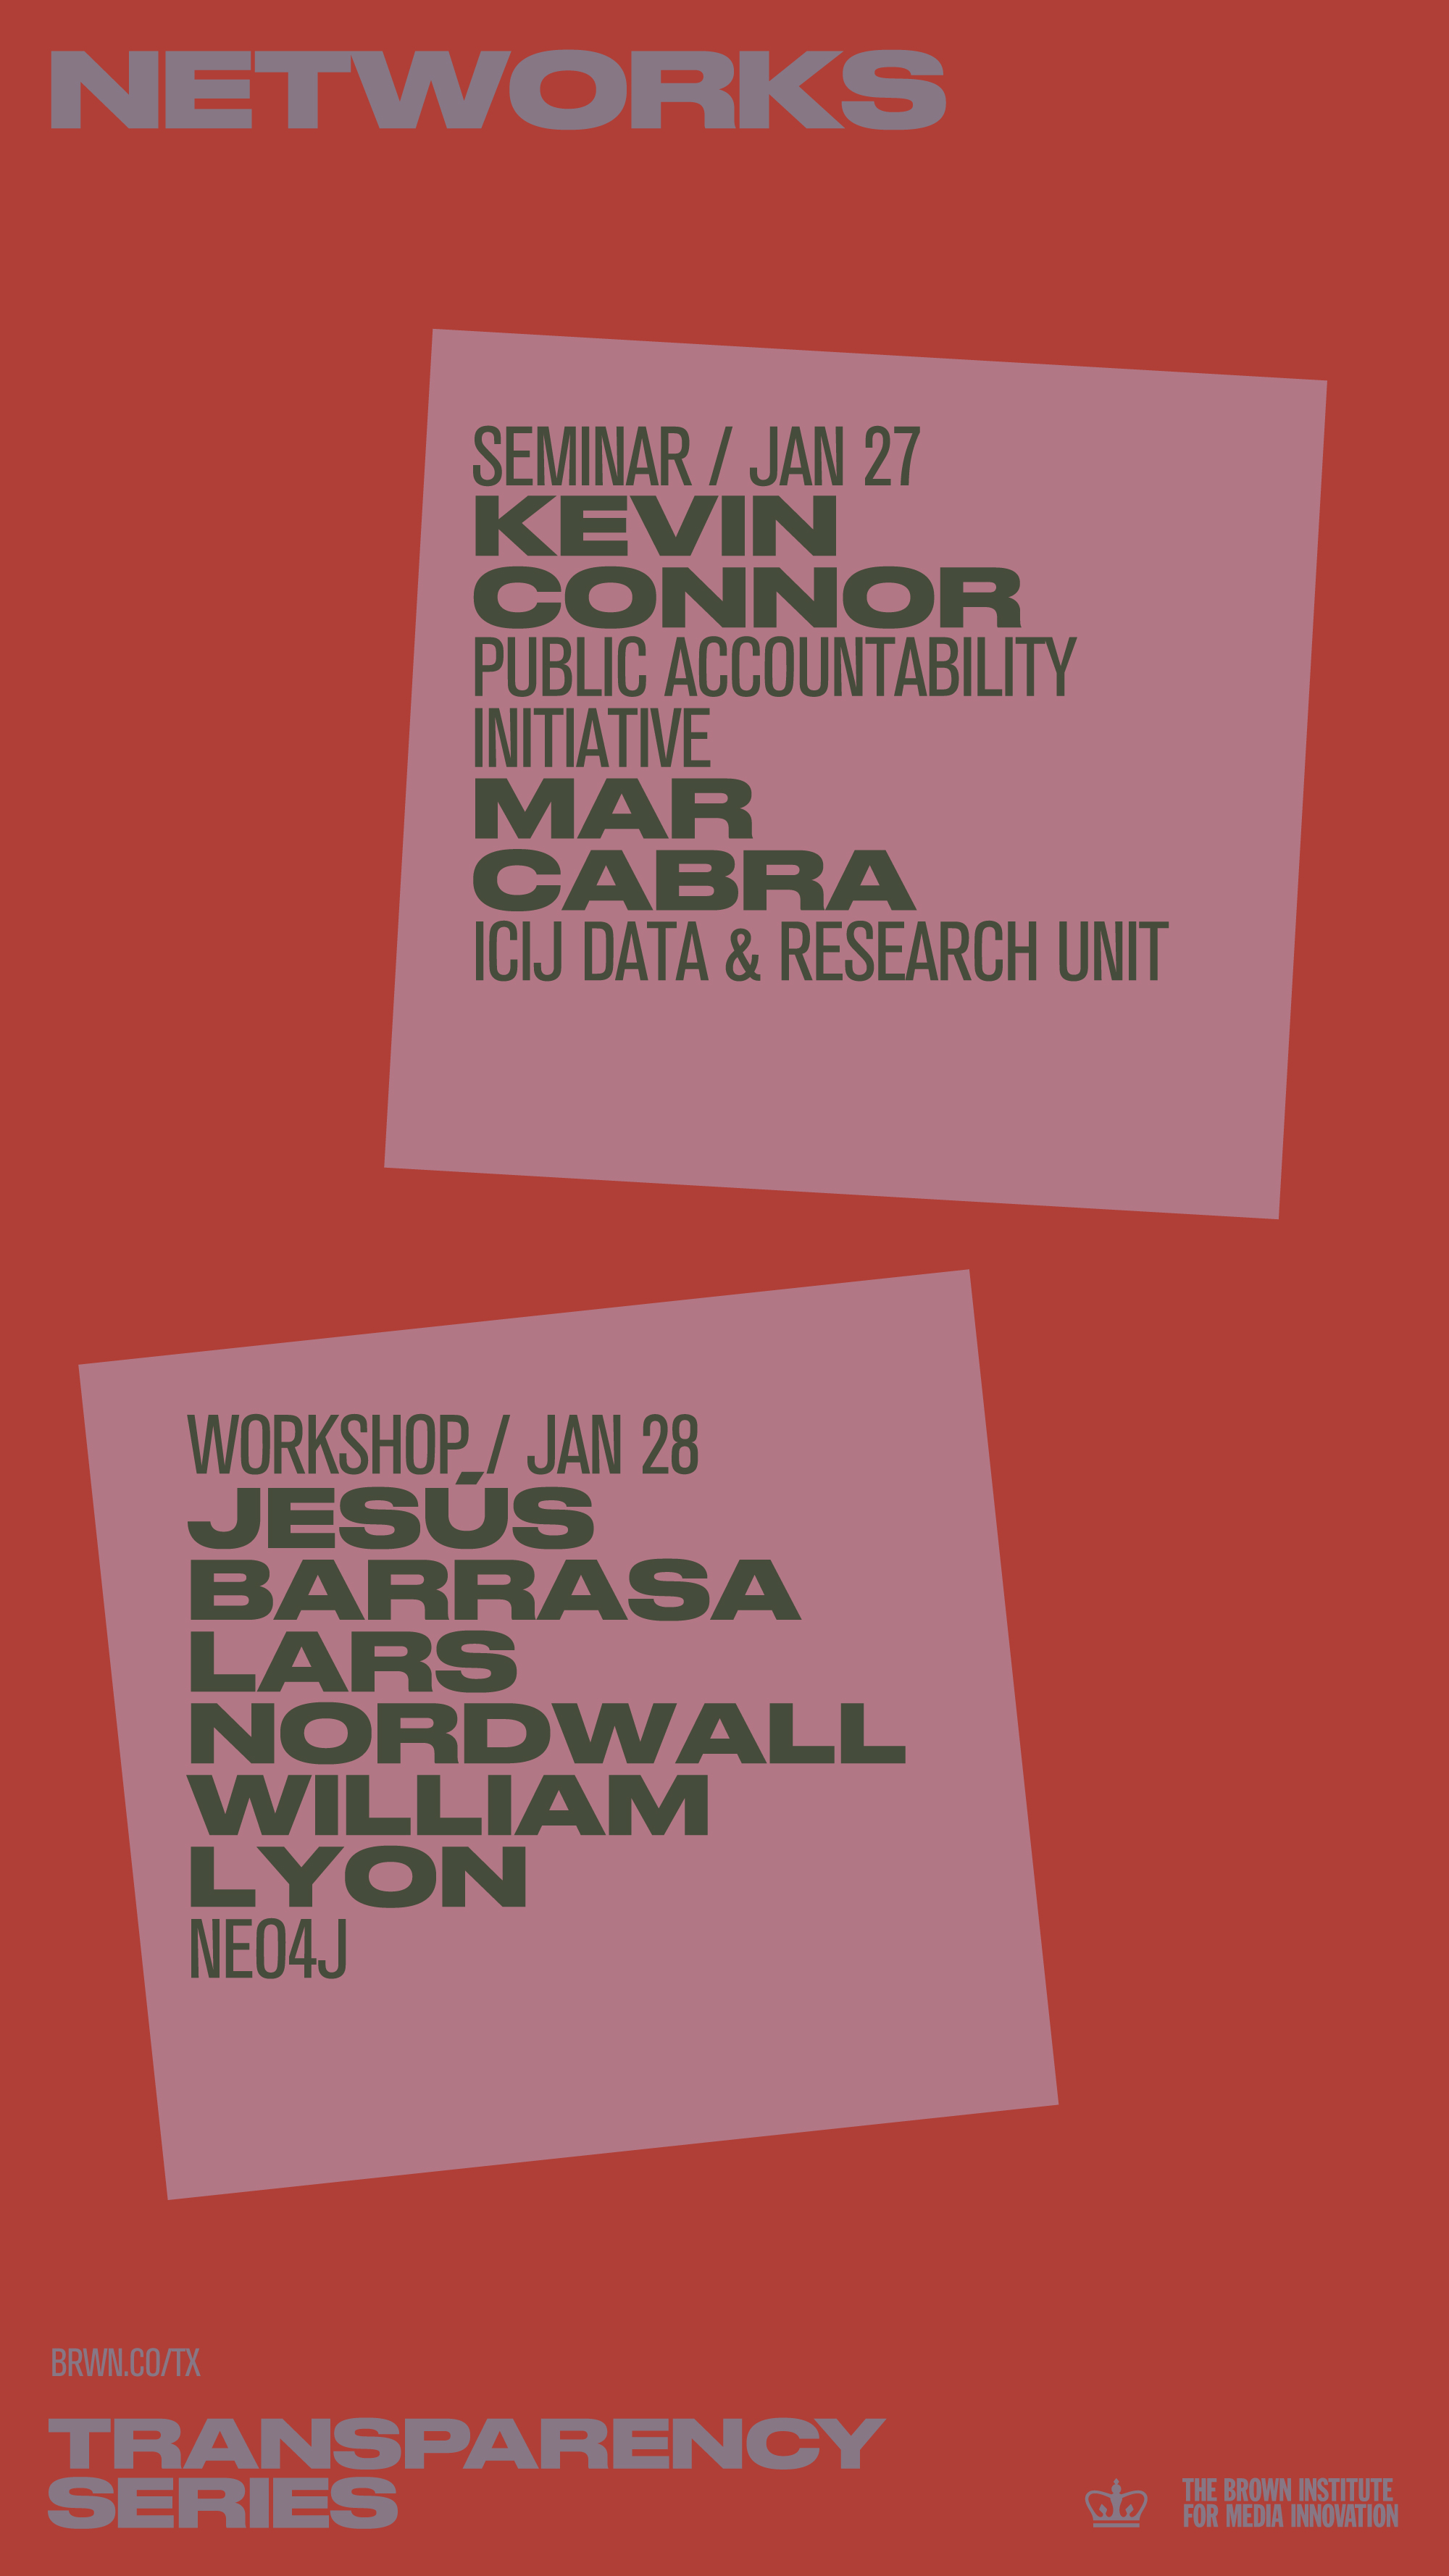 NETWORKS
SEMINAR / JAN 27
KEVIN
CONNOR
PUBLIC ACCOUNTABILITY
INITIATIVE
MAR
CABRA
ICIJ DATA & RESEARCH UNIT
WORKSHOP / JAN 28
JESÚS
BARRASA
LARS
NORDWALL
WILLIAM
LYON
NEO4J
BRWN.CO/TX
TRANSPARENCY
SERIES
THE BROWN INSTITUTE
FOR MEDIA INNOVATION